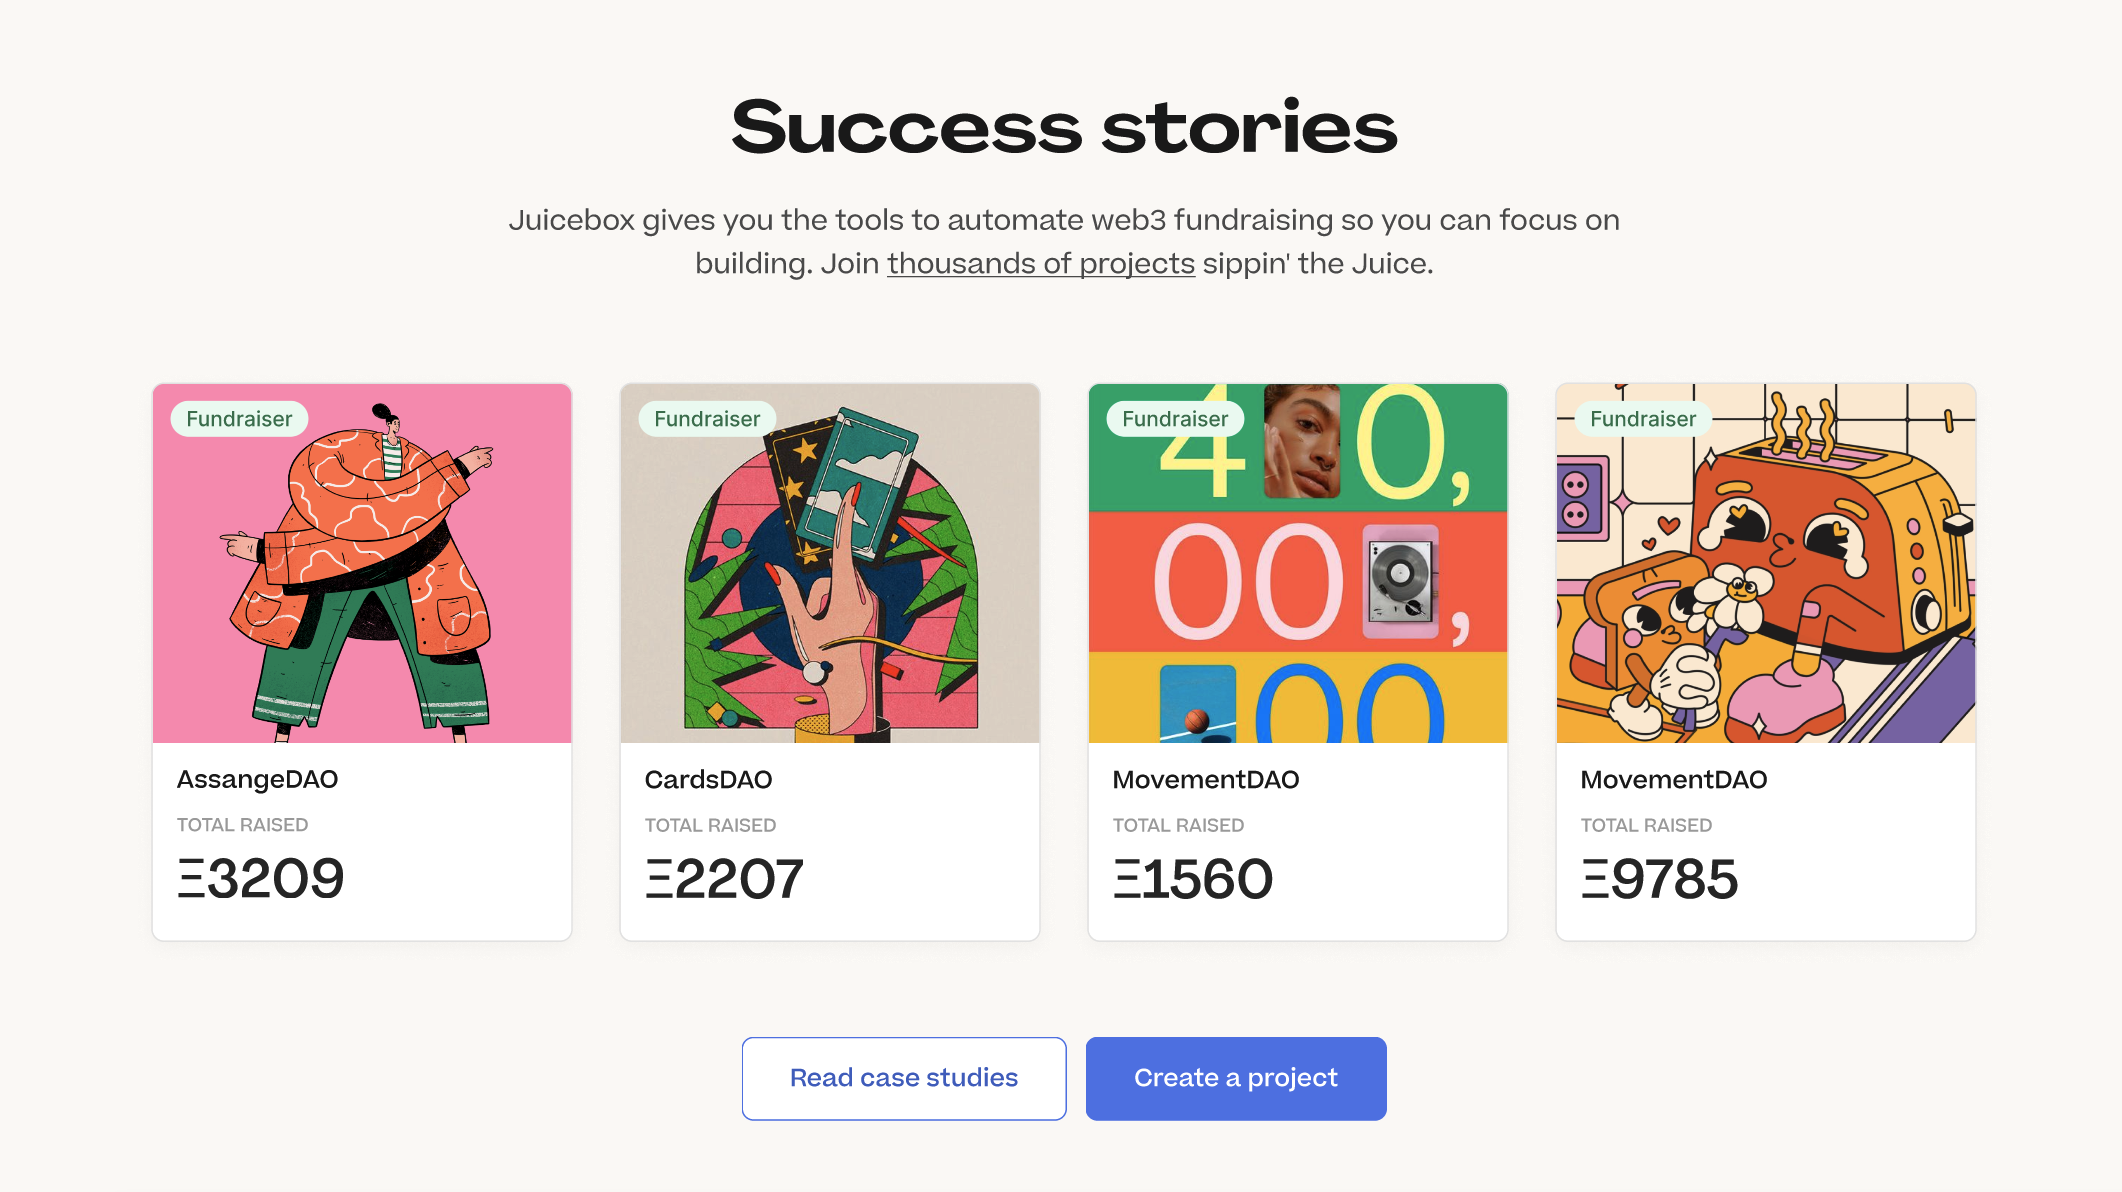 Success stories
Juicebox gives you the tools to automate web3 fundraising so you can focus on
building. Join thousands of projects sippin' the Juice.
Fundraiser
AssangeDAO
TOTAL RAISED
Ξ3209
Fundraiser
CardsDAO
TOTAL RAISED
Ξ2207
Fundraiser
4 0,
00 ,
00
MovementDAO
TOTAL RAISED
Ξ1560
Fundraiser
MovementDAO
TOTAL RAISED
Ξ9785
Read case studies
Create a project